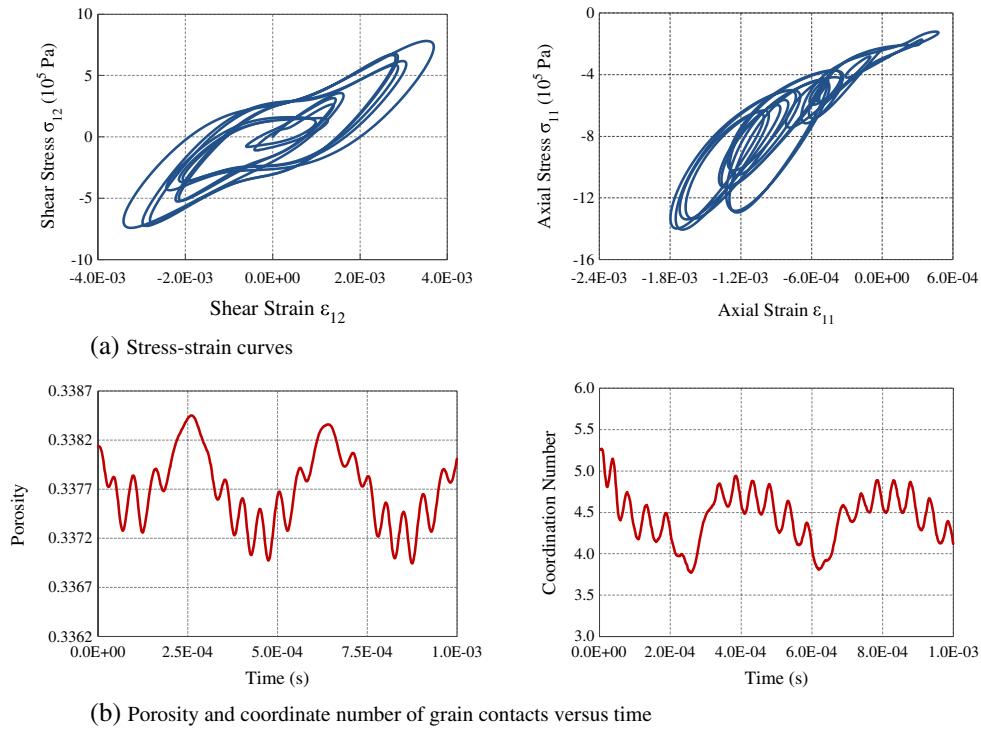 10
5
0
-5
-10
-4.0E-03
-2.0E-03
0.0E+00
2.0E-03
4.0E-03
Shear Stress σ12 (10^5 Pa)
Shear Strain ε12
0
-4
-8
-12
-16
-2.4E-03
-1.8E-03
-1.2E-03
-6.0E-04
0.0E+00
6.0E-04
Axial Stress σ11 (10^5 Pa)
Axial Strain ε11
(a) Stress-strain curves
0.3387
0.3382
0.3377
0.3372
0.3367
0.3362
0.0E+00
2.5E-04
5.0E-04
7.5E-04
1.0E-03
Porosity
Time (s)
6.0
5.5
5.0
4.5
4.0
3.5
3.0
0.0E+00
2.0E-04
4.0E-04
6.0E-04
8.0E-04
1.0E-03
Coordination Number
Time (s)
(b) Porosity and coordinate number of grain contacts versus time